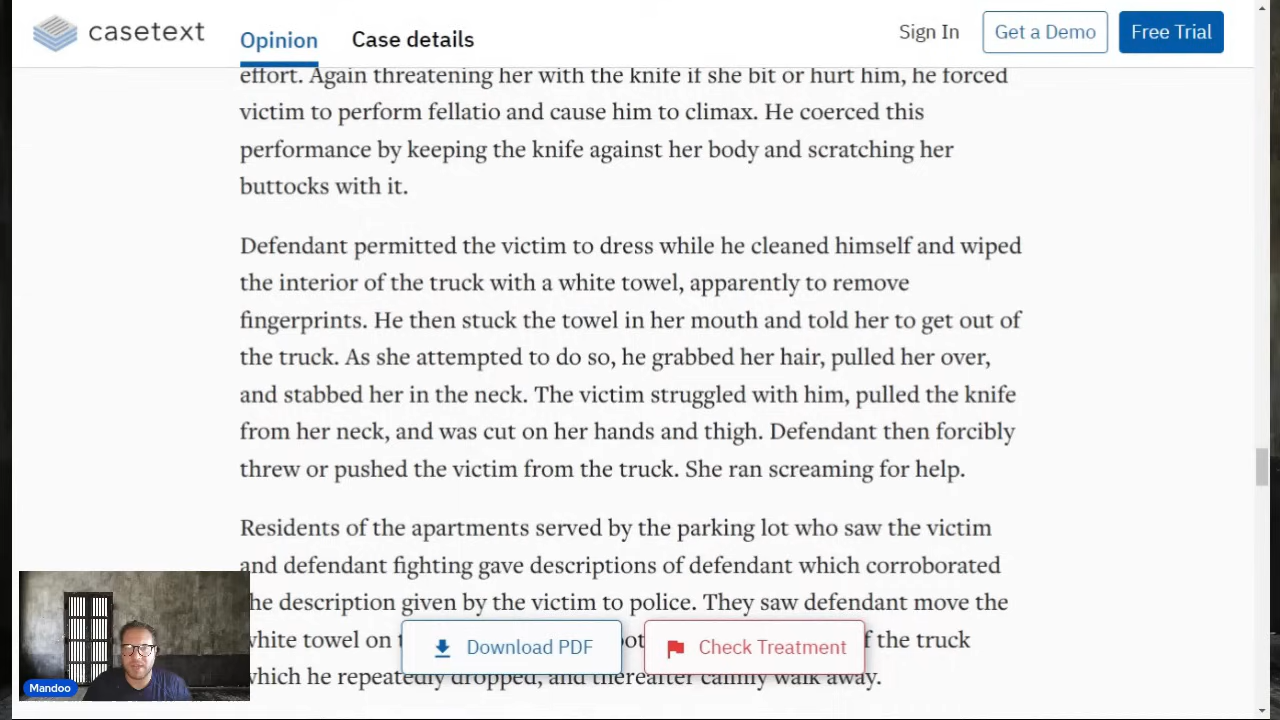 casetext
Opinion
Case details
Sign In
Get a Demo
Free Trial
effort. Again threatening her with the knife if she bit or hurt him, he forced
victim to perform fellatio and cause him to climax. He coerced this
performance by keeping the knife against her body and scratching her
buttocks with it.
Defendant permitted the victim to dress while he cleaned himself and wiped
the interior of the truck with a white towel, apparently to remove
fingerprints. He then stuck the towel in her mouth and told her to get out of
the truck. As she attempted to do so, he grabbed her hair, pulled her over,
and stabbed her in the neck. The victim struggled with him, pulled the knife
from her neck, and was cut on her hands and thigh. Defendant then forcibly
threw or pushed the victim from the truck. She ran screaming for help.
Residents of the apartments served by the parking lot who saw the victim
and defendant fighting gave descriptions of defendant which corroborated
the description given by the victim to police. They saw defendant move the
white towel on of the truck
which he repeatedly dropped, and thereafter calmly walk away.
Download PDF
Check Treatment
Mandoo